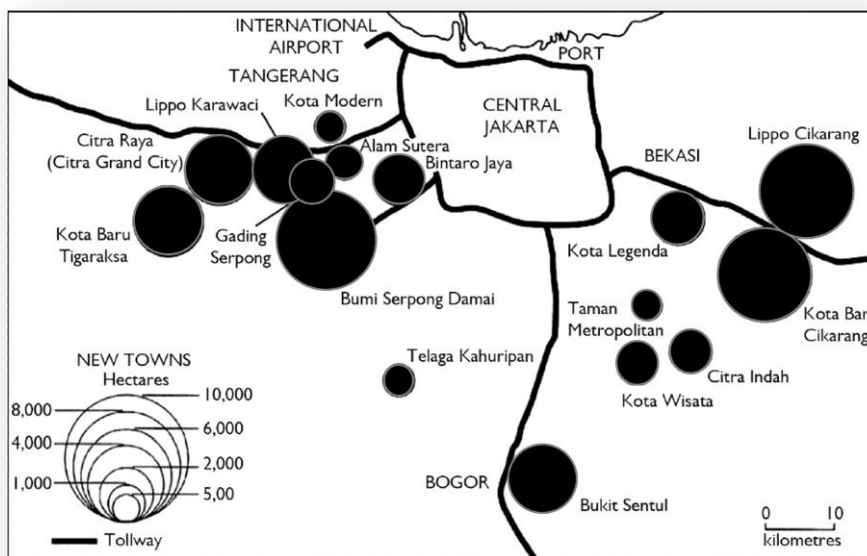 INTERNATIONAL
AIRPORT
PORT
TANGERANG
Lippo Karawaci
Kota Modern
CENTRAL
JAKARTA
Citra Raya
(Citra Grand City)
Alam Sutera
Bintaro Jaya
BEKASI
Lippo Cikarang
Kota Baru
Tigaraksa
Gading
Serpong
Kota Legenda
Bumi Serpong Damai
Taman
Metropolitan
Kota Bar
Cikarang
Telaga Kahuripan
Citra Indah
Kota Wisata
NEW TOWNS
Hectares
10,000
8,000
6,000
4,000
2,000
1,000
5,00
Tollway
BOGOR
Bukit Sentul
0 10
kilometres